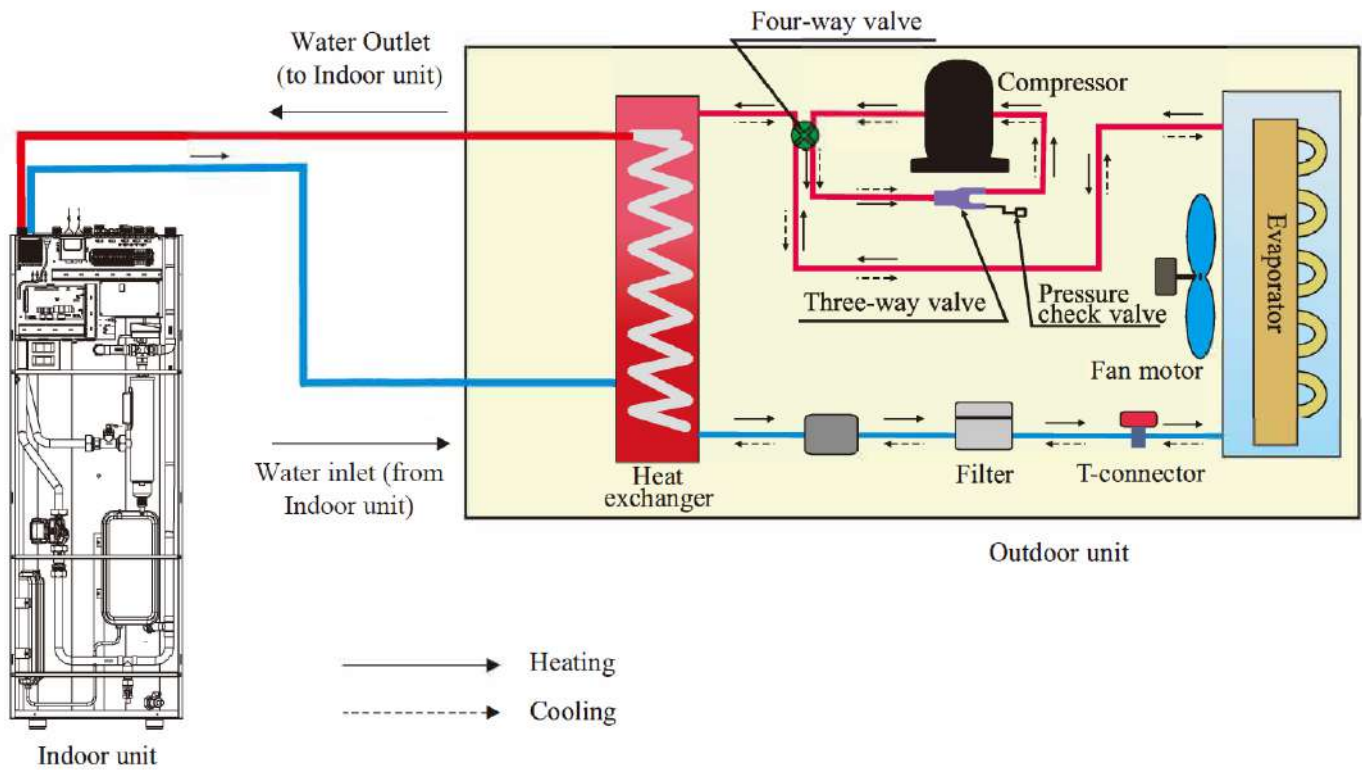 Four-way valve
Water Outlet
(to Indoor unit)
Compressor
Evaporator
Three-way valve
Pressure
check valve
Fan motor
Water inlet (from
Indoor unit)
Heat
exchanger
Filter
T-connector
Outdoor unit
Heating
Cooling
Indoor unit